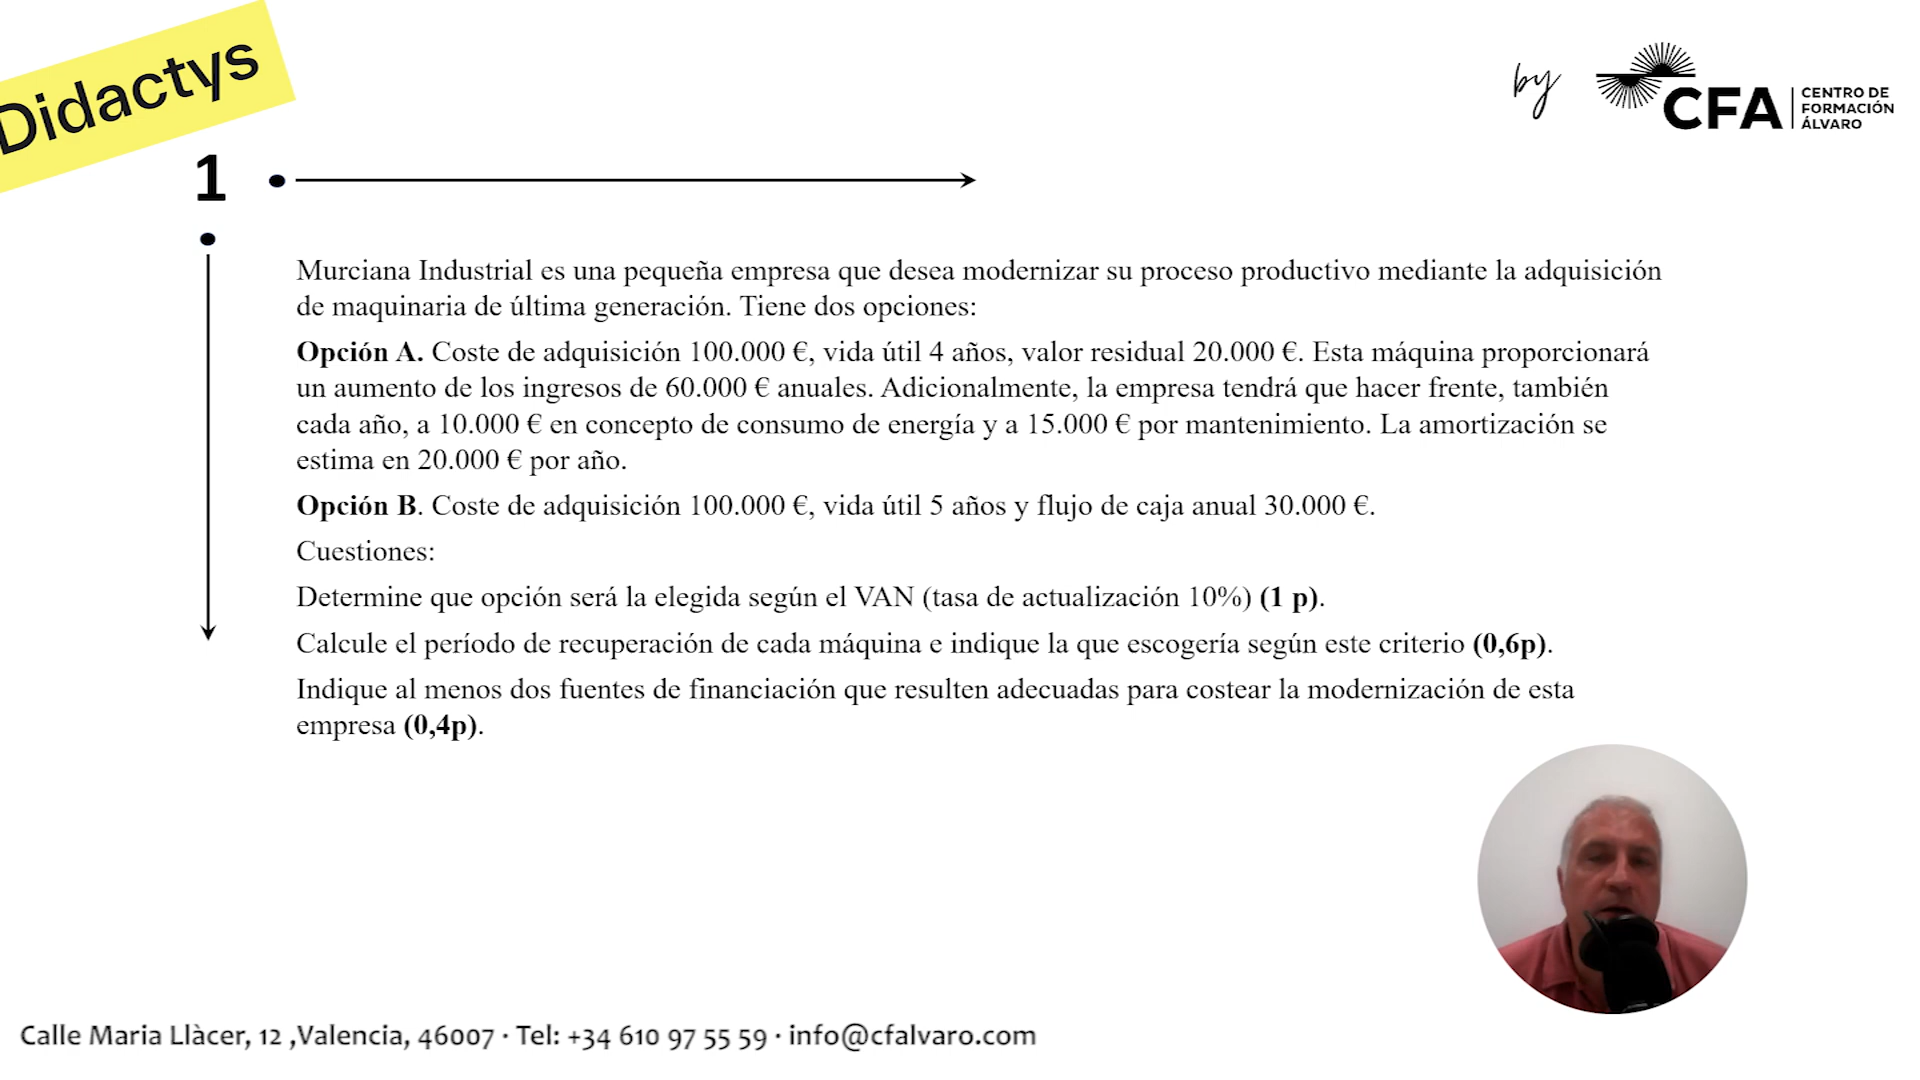 Didactys
by
CFA
CENTRO DE
FORMACIÓN
ÁLVARO
1
Murciana Industrial es una pequeña empresa que desea modernizar su proceso productivo mediante la adquisición
de maquinaria de última generación. Tiene dos opciones:
Opción A. Coste de adquisición 100.000 €, vida útil 4 años, valor residual 20.000 €. Esta máquina proporcionará
un aumento de los ingresos de 60.000 € anuales. Adicionalmente, la empresa tendrá que hacer frente, también
cada año, a 10.000 € en concepto de consumo de energía y a 15.000 € por mantenimiento. La amortización se
estima en 20.000 € por año.
Opción B. Coste de adquisición 100.000 €, vida útil 5 años y flujo de caja anual 30.000 €.
Cuestiones:
Determine que opción será la elegida según el VAN (tasa de actualización 10%) (1 p).
Calcule el período de recuperación de cada máquina e indique la que escogería según este criterio (0,6p).
Indique al menos dos fuentes de financiación que resulten adecuadas para costear la modernización de esta
empresa (0,4p).
Calle Maria Llàcer, 12 ,Valencia, 46007 · Tel: +34 610 97 55 59 · info@cfalvaro.com